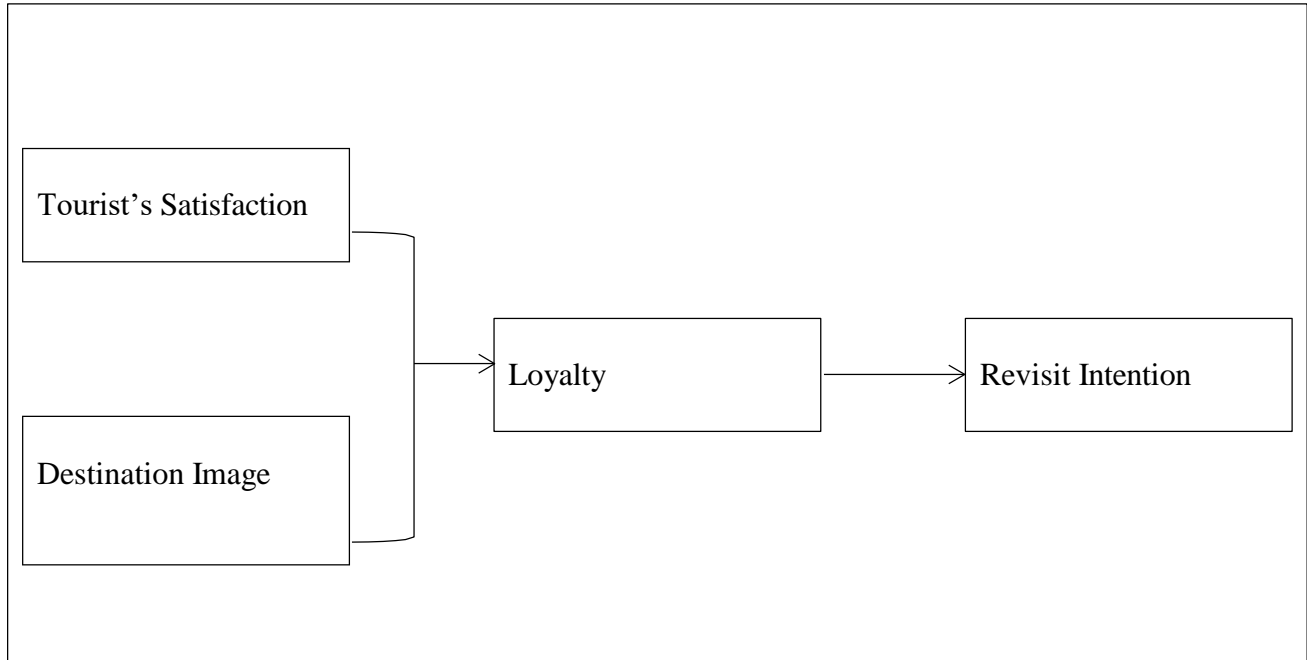 Tourist’s Satisfaction
Loyalty
Revisit Intention
Destination Image